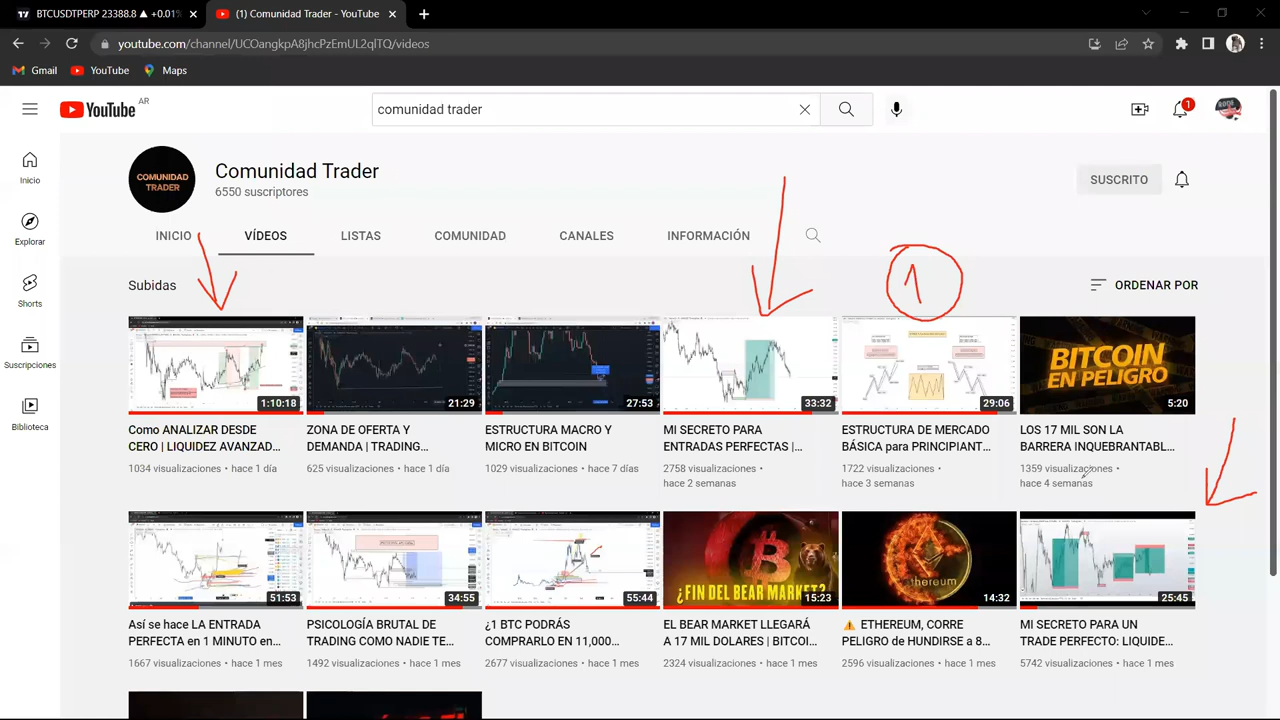 BTCUSDTPERP 23388.8 ▲ +0.01%
(1) Comunidad Trader - YouTube
youtube.com/channel/UCOangkpA8jhcPzEmUL2qlTQ/videos
Gmail YouTube Maps
YouTube AR
comunidad trader
1
COMUNIDAD TRADER
Comunidad Trader
6550 suscriptores
SUSCRITO
INICIO VÍDEOS LISTAS COMUNIDAD CANALES INFORMACIÓN
Inicio
Explorar
Shorts
Suscripciones
Biblioteca
Subidas
1
ORDENAR POR
1:10:18
Como ANALIZAR DESDE
CERO | LIQUIDEZ AVANZAD...
1034 visualizaciones • hace 1 día
21:29
ZONA DE OFERTA Y
DEMANDA | TRADING...
625 visualizaciones • hace 1 día
27:53
ESTRUCTURA MACRO Y
MICRO EN BITCOIN
1029 visualizaciones • hace 7 días
33:32
MI SECRETO PARA
ENTRADAS PERFECTAS |...
2758 visualizaciones •
hace 2 semanas
29:06
ESTRUCTURA DE MERCADO
BÁSICA para PRINCIPIANT...
1722 visualizaciones •
hace 3 semanas
BITCOIN
EN PELIGRO
5:20
LOS 17 MIL SON LA
BARRERA INQUEBRANTABL...
1359 visualizaciones •
hace 4 semanas
51:53
Así se hace LA ENTRADA
PERFECTA en 1 MINUTO en...
1667 visualizaciones • hace 1 mes
34:55
PSICOLOGÍA BRUTAL DE
TRADING COMO NADIE TE...
1492 visualizaciones • hace 1 mes
55:44
¿1 BTC PODRÁS
COMPRARLO EN 11,000...
2677 visualizaciones • hace 1 mes
¿FIN DEL BEAR MARKET?
15:23
EL BEAR MARKET LLEGARÁ
A 17 MIL DOLARES | BITCOI...
2324 visualizaciones • hace 1 mes
ethereum
14:32
⚠ ETHEREUM, CORRE
PELIGRO de HUNDIRSE a 8...
2596 visualizaciones • hace 1 mes
25:45
MI SECRETO PARA UN
TRADE PERFECTO: LIQUIDE...
5742 visualizaciones • hace 1 mes